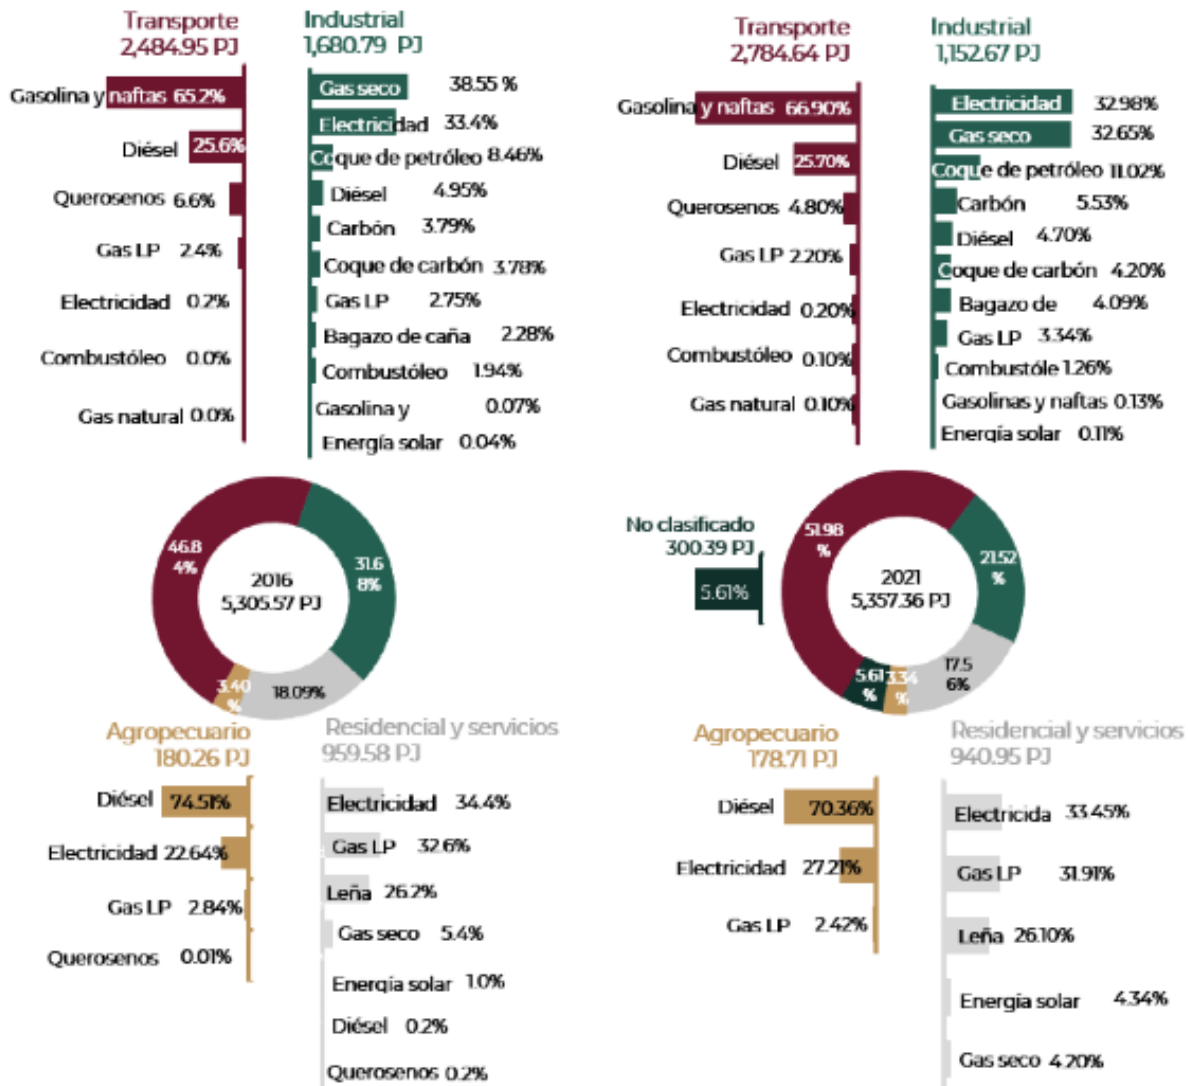 Transporte
2,484.95 PJ
Gasolina y naftas 65.2%
Diésel 25.6%
Querosenos 6.6%
Gas LP 2.4%
Electricidad 0.2%
Combustóleo 0.0%
Gas natural 0.0%
Industrial
1,680.79 PJ
Gas seco 38.55 %
Electricidad 33.4%
Coque de petróleo 8.46%
Diésel 4.95%
Carbón 3.79%
Coque de carbón 3.78%
Gas LP 2.75%
Bagazo de caña 2.28%
Combustóleo 1.94%
Gasolina y 0.07%
Energía solar 0.04%
Transporte
2,784.64 PJ
Gasolina y naftas 66.90%
Diésel 25.70%
Querosenos 4.80%
Gas LP 2.20%
Electricidad 0.20%
Combustóleo 0.10%
Gas natural 0.10%
Industrial
1,152.67 PJ
Electricidad 32.98%
Gas seco 32.65%
Coque de petróleo 11.02%
Carbón 5.53%
Diésel 4.70%
Coque de carbón 4.20%
Bagazo de 4.09%
Gas LP 3.34%
Combustóle 1.26%
Gasolinas y naftas 0.13%
Energía solar 0.11%
46.8
4%
31.6
8%
2016
5,305.57 PJ
3.40
%
18.09%
No clasificado
300.39 PJ
5.61%
51.98
%
21.52
%
2021
5,357.36 PJ
5.61
%
3.34
%
17.5
6%
Agropecuario
180.26 PJ
Diésel 74.51%
Electricidad 22.64%
Gas LP 2.84%
Querosenos 0.01%
Residencial y servicios
959.58 PJ
Electricidad 34.4%
Gas LP 32.6%
Leña 26.2%
Gas seco 5.4%
Energía solar 1.0%
Diésel 0.2%
Querosenos 0.2%
Agropecuario
178.71 PJ
Diésel 70.36%
Electricidad 27.21%
Gas LP 2.42%
Residencial y servicios
940.95 PJ
Electricida 33.45%
Gas LP 31.91%
Leña 26.10%
Energía solar 4.34%
Gas seco 4.20%